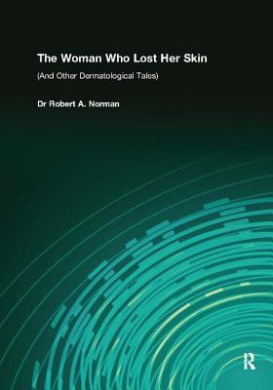 The Woman Who Lost Her Skin
(And Other Dermatological Tales)
Dr Robert A. Norman
R